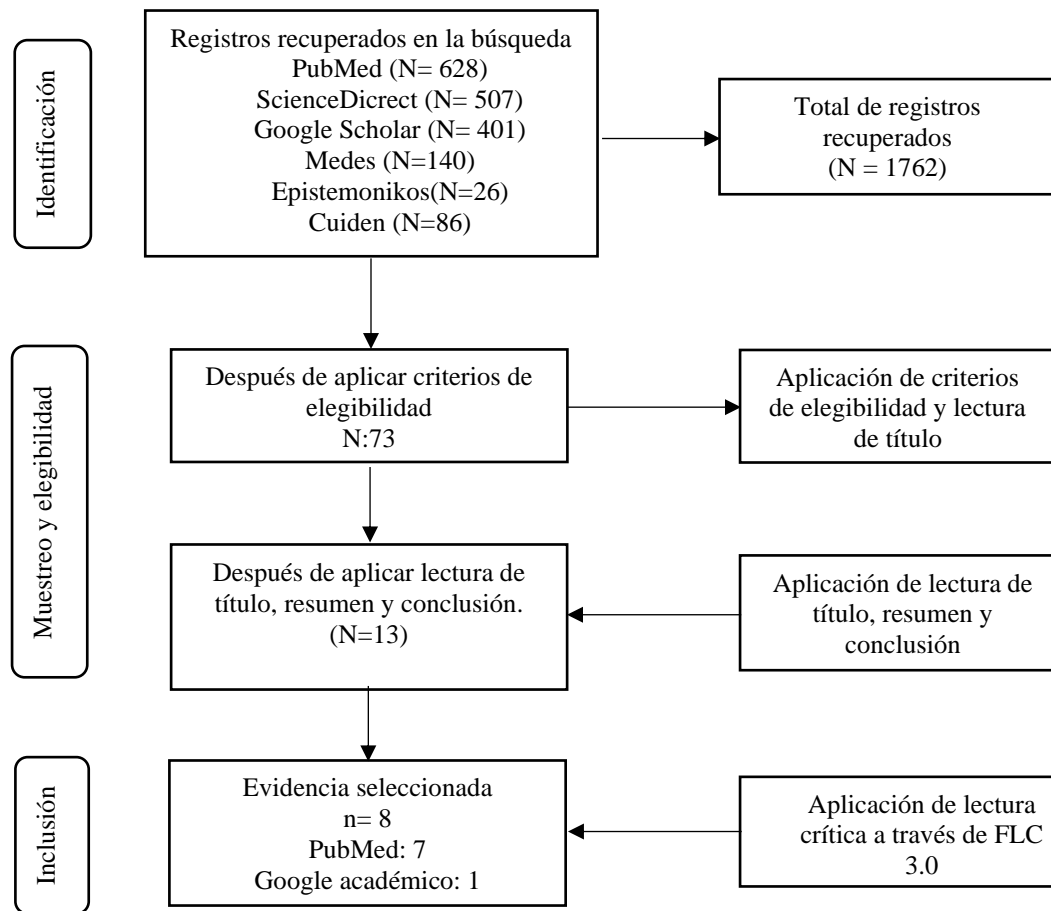 Identificación
Registros recuperados en la búsqueda
PubMed (N= 628)
ScienceDicrect (N= 507)
Google Scholar (N= 401)
Medes (N=140)
Epistemonikos(N=26)
Cuiden (N=86)
Total de registros
recuperados
(N = 1762)
Muestreo y elegibilidad
Después de aplicar criterios de
elegibilidad
N:73
Aplicación de criterios
de elegibilidad y lectura
de título
Después de aplicar lectura de
título, resumen y conclusión.
(N=13)
Aplicación de lectura de
título, resumen y
conclusión
Inclusión
Evidencia seleccionada
n= 8
PubMed: 7
Google académico: 1
Aplicación de lectura
crítica a través de FLC
3.0